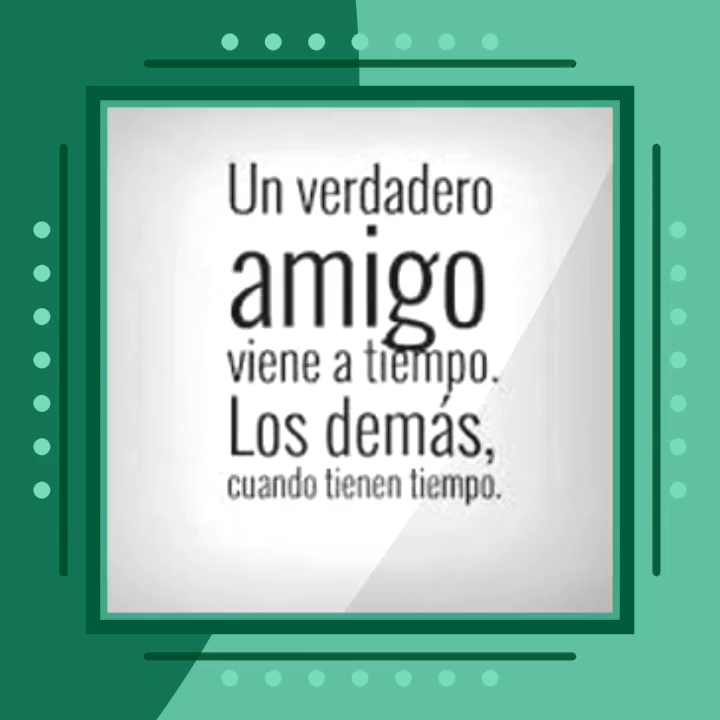 Un verdadero
amigo
viene a tiempo.
Los demás,
cuando tienen tiempo.